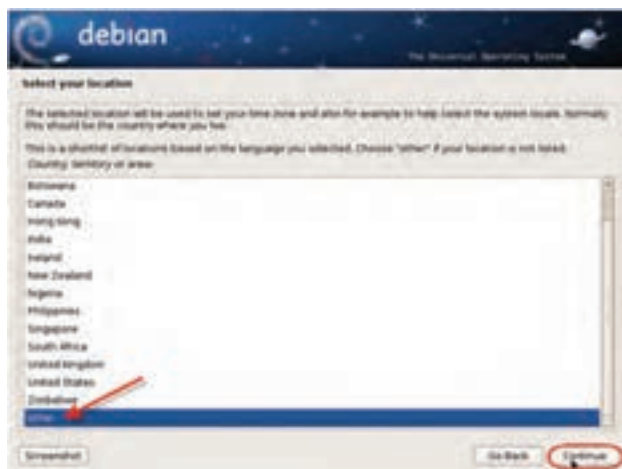 debian
The Universal Operating System
Select your location
The selected location will be used to set your time zone and also for example to help select the system locale. Normally
this should be the country where you live.
This is a shortlist of locations based on the language you selected. Choose "other" if your location is not listed.
Country, territory or area:
Botswana
Canada
Hong Kong
India
Ireland
New Zealand
Nigeria
Philippines
Singapore
South Africa
United Kingdom
United States
Zimbabwe
other
Screenshot
Go Back
Continue